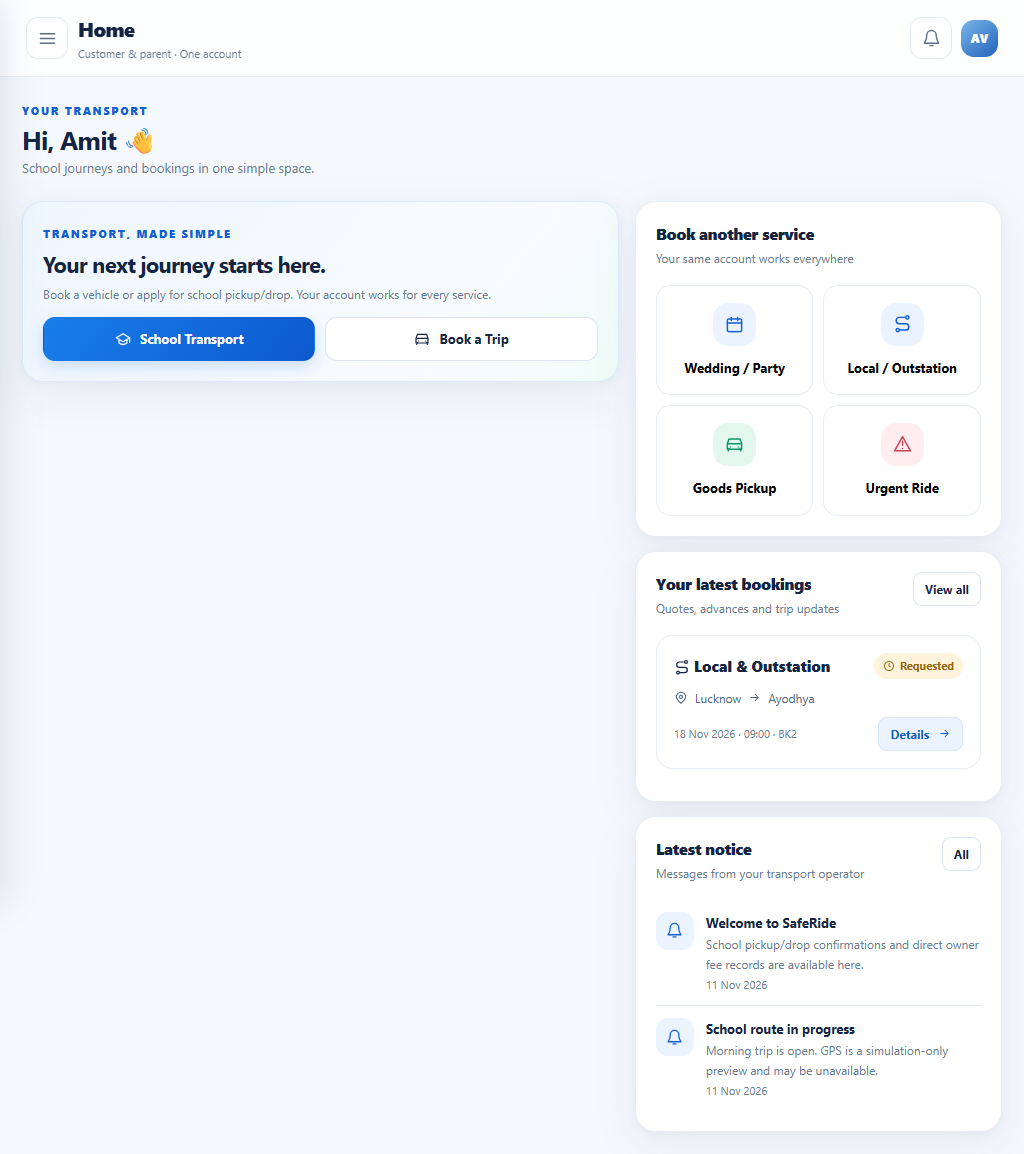 Home
Customer & parent · One account
AV
YOUR TRANSPORT
Hi, Amit 👋
School journeys and bookings in one simple space.
TRANSPORT, MADE SIMPLE
Your next journey starts here.
Book a vehicle or apply for school pickup/drop. Your account works for every service.
School Transport
Book a Trip
Book another service
Your same account works everywhere
Wedding / Party
Local / Outstation
Goods Pickup
Urgent Ride
Your latest bookings
View all
Quotes, advances and trip updates
Local & Outstation
Requested
Lucknow → Ayodhya
18 Nov 2026 · 09:00 · BK2
Details →
Latest notice
All
Messages from your transport operator
Welcome to SafeRide
School pickup/drop confirmations and direct owner
fee records are available here.
11 Nov 2026
School route in progress
Morning trip is open. GPS is a simulation-only
preview and may be unavailable.
11 Nov 2026